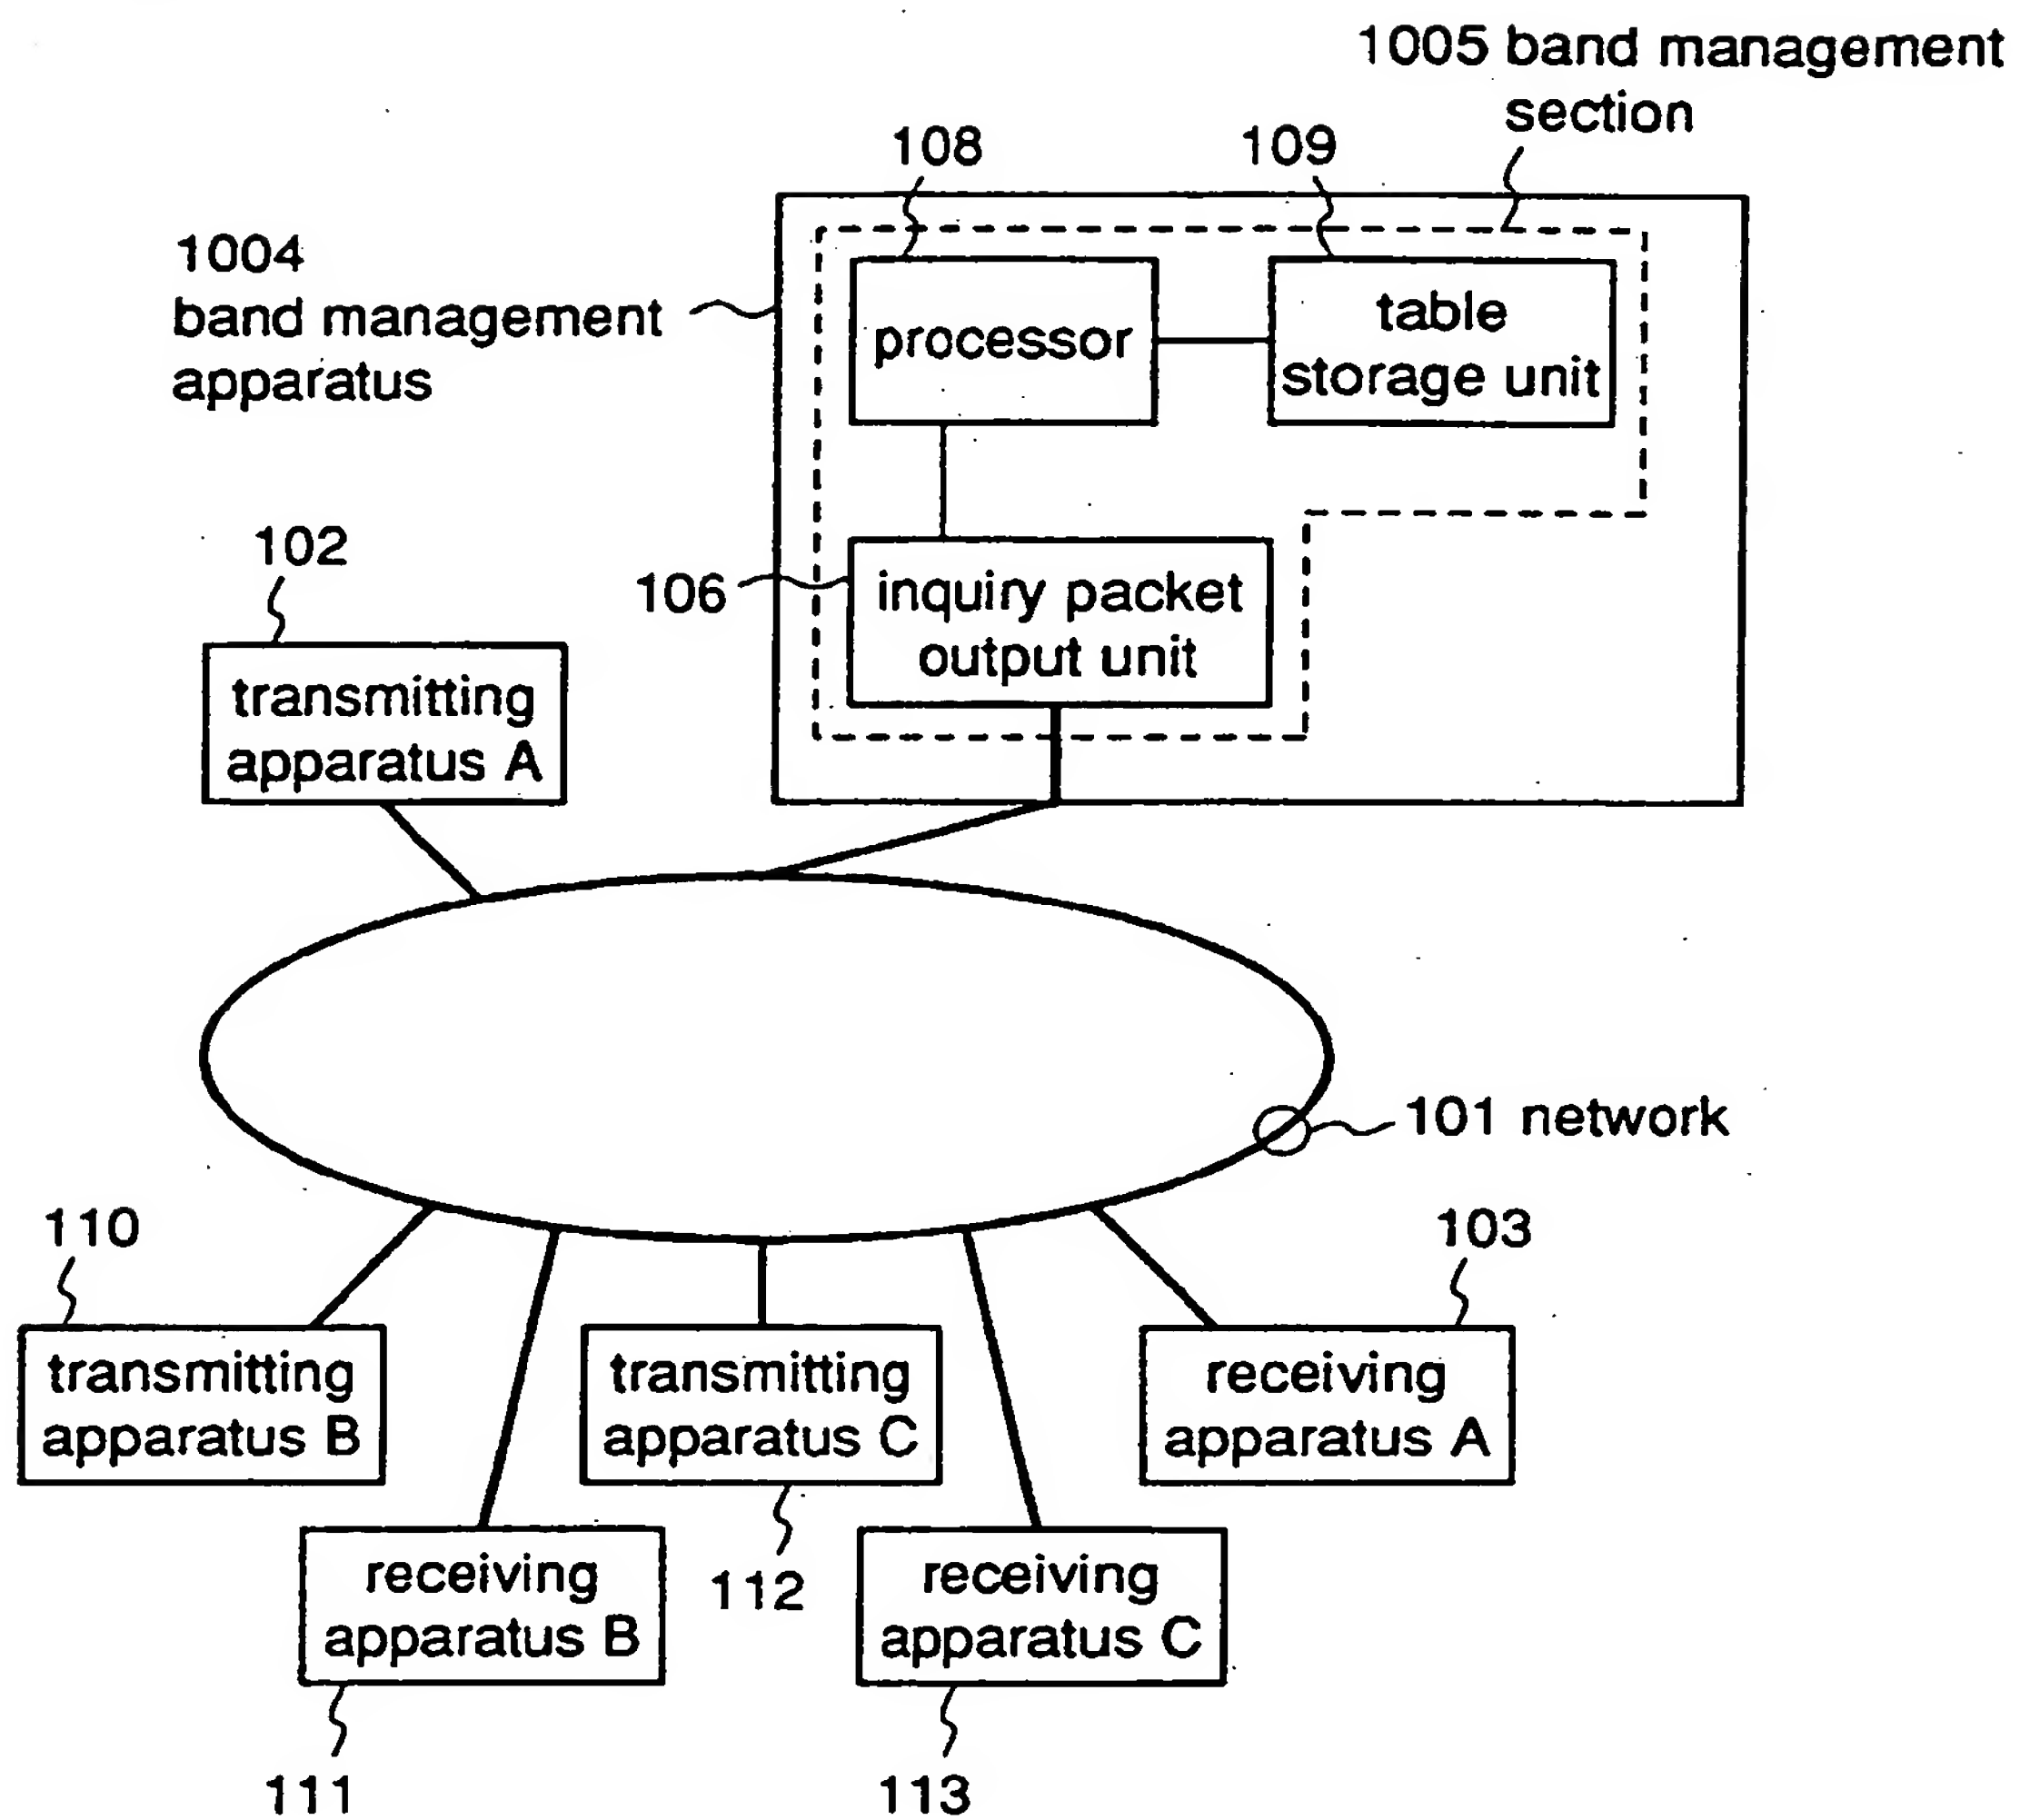 1005 band management
section
108
109
1004
band management
apparatus
processor
table
storage unit
102
106
inquiry packet
output unit
transmitting
apparatus A
101 network
110
103
transmitting
apparatus B
transmitting
apparatus C
receiving
apparatus A
112
receiving
apparatus B
receiving
apparatus C
111
113